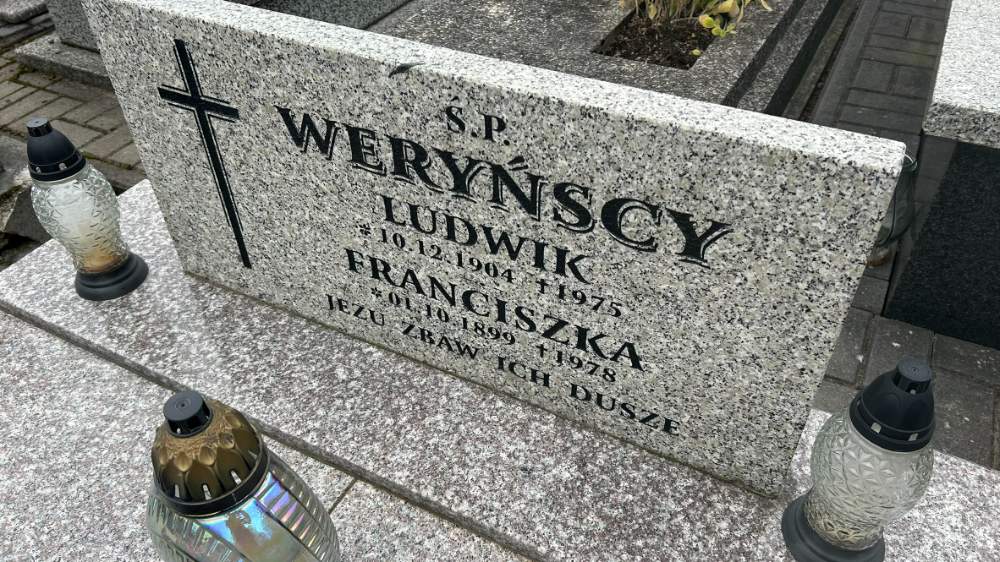 Ś.P.
WERYŃSCY
LUDWIK
* 10.12.1904 †1975
FRANCISZKA
* 01.10.1899 †1978
JEZU ZBAW ICH DUSZE